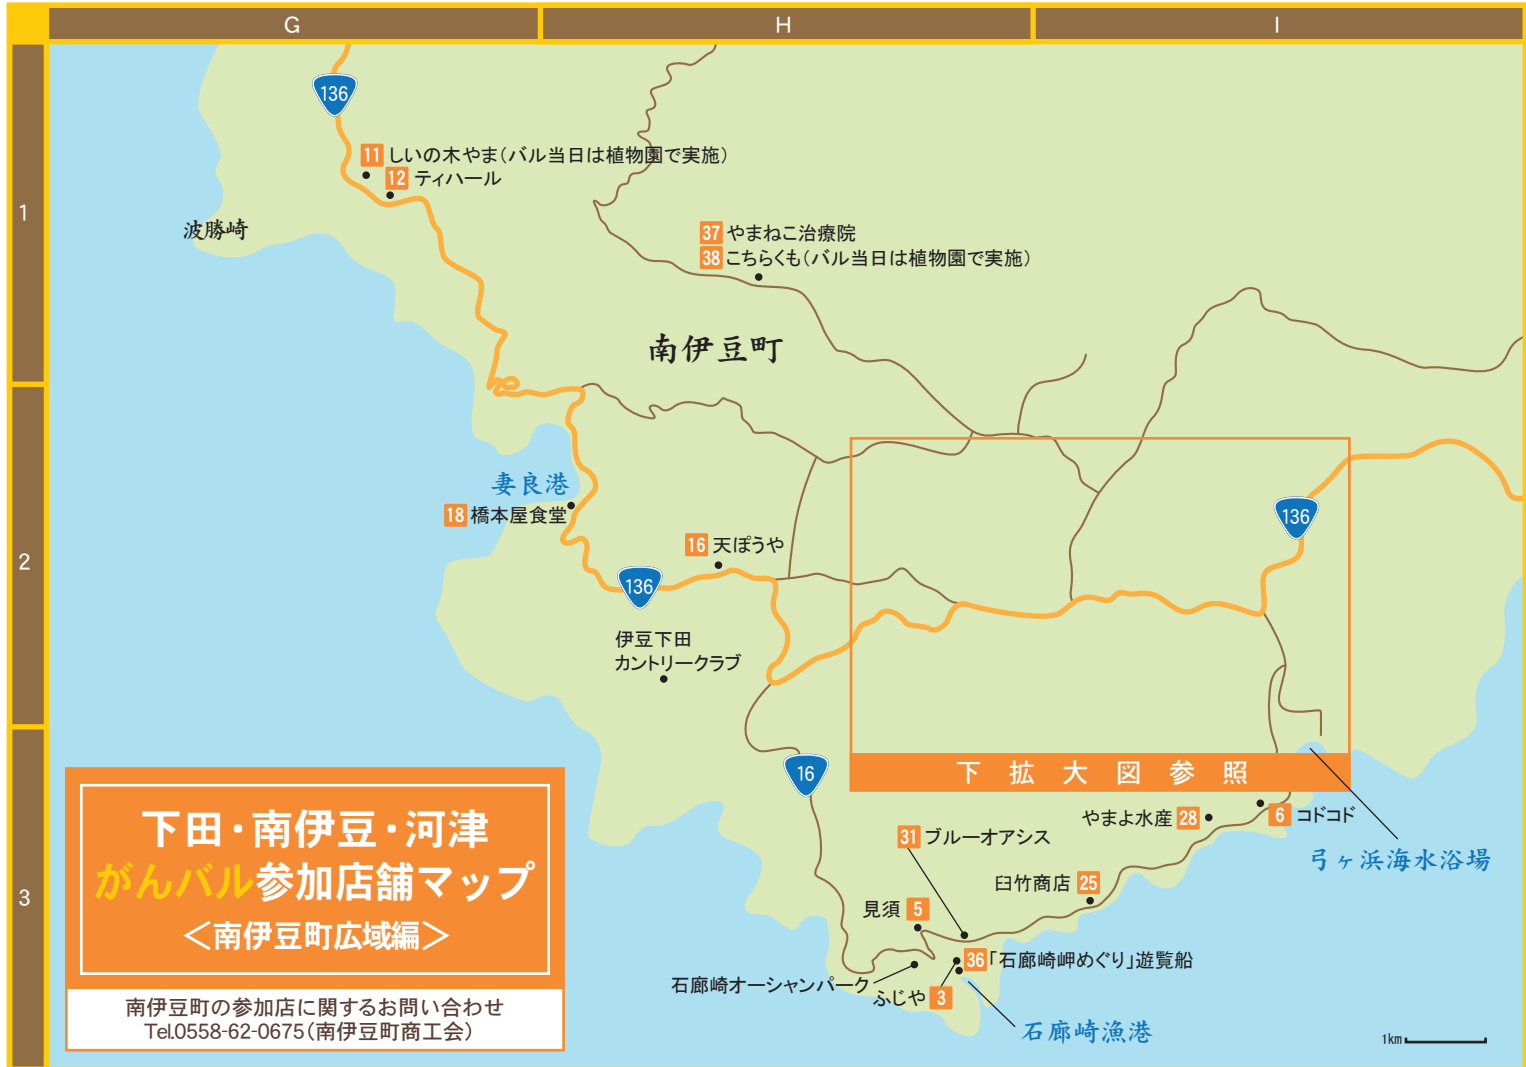 G
H
I
1
2
3
136
11 しいの木やま(バル当日は植物園で実施)
12 ティハール
波勝崎
37 やまねこ治療院
38 こちらくも(バル当日は植物園で実施)
南伊豆町
妻良港
18 橋本屋食堂
16 天ぽうや
136
136
伊豆下田
カントリークラブ
16
下拡大図参照
やまよ水産 28
6 コドコド
31 ブルーオアシス
弓ヶ浜海水浴場
臼竹商店 25
見須 5
36 「石廊崎岬めぐり」遊覧船
石廊崎オーシャンパーク
ふじや 3
石廊崎漁港
1km
下田・南伊豆・河津
がんバル参加店舗マップ
<南伊豆町広域編>
南伊豆町の参加店に関するお問い合わせ
Tel.0558-62-0675(南伊豆町商工会)